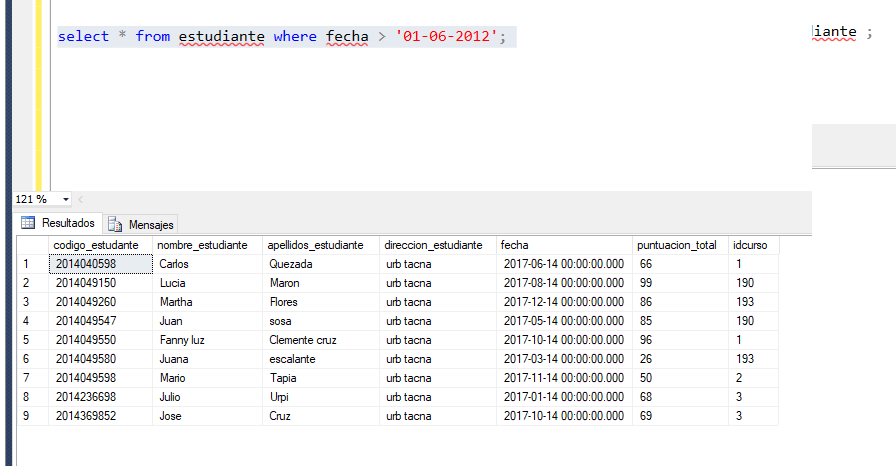 select * from estudiante where fecha > '01-06-2012';
diante ;
121 %
Resultados Mensajes
codigo_estudante nombre_estudiante apellidos_estudiante direccion_estudiante fecha puntuacion_total idcurso
1 2014040598 Carlos Quezada urb tacna 2017-06-14 00:00:00.000 66 1
2 2014049150 Lucia Maron urb tacna 2017-08-14 00:00:00.000 99 190
3 2014049260 Martha Flores urb tacna 2017-12-14 00:00:00.000 86 193
4 2014049547 Juan sosa urb tacna 2017-05-14 00:00:00.000 85 190
5 2014049550 Fanny luz Clemente cruz urb tacna 2017-10-14 00:00:00.000 96 1
6 2014049580 Juana escalante urb tacna 2017-03-14 00:00:00.000 26 193
7 2014049598 Mario Tapia urb tacna 2017-11-14 00:00:00.000 50 2
8 2014236698 Julio Urpi urb tacna 2017-01-14 00:00:00.000 68 3
9 2014369852 Jose Cruz urb tacna 2017-10-14 00:00:00.000 69 3